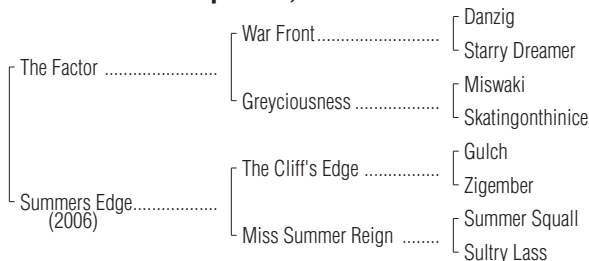 Danzig
War Front....................
Starry Dreamer
The Factor .......................
Miswaki
Greyciousness .................
Skatingonthinice
Gulch
The Cliff's Edge ...............
Zigember
Summers Edge.................
(2006)
Summer Squall
Miss Summer Reign .......
Sultry Lass